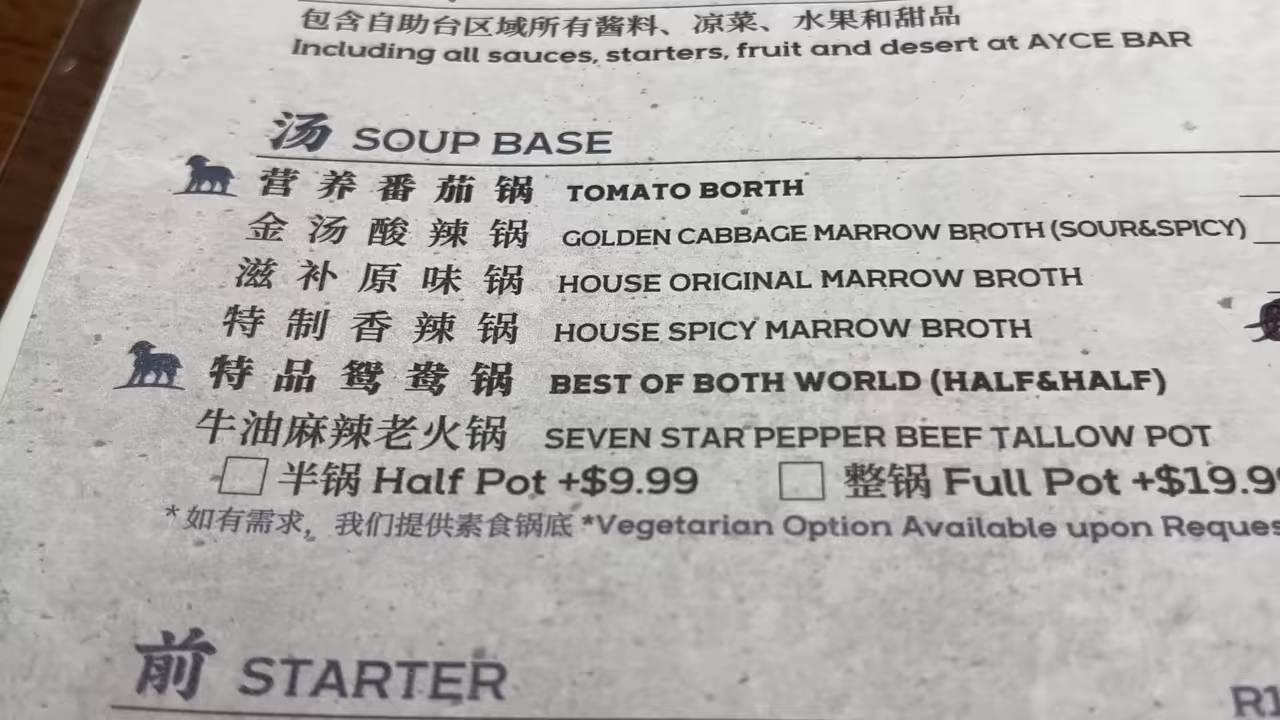 包含自助台区域所有酱料、凉菜、水果和甜品
Including all sauces, starters, fruit and desert at AYCE BAR
汤 SOUP BASE
营养番茄锅 TOMATO BORTH
金汤酸辣锅 GOLDEN CABBAGE MARROW BROTH (SOUR&SPICY)
滋补原味锅 HOUSE ORIGINAL MARROW BROTH
特制香辣锅 HOUSE SPICY MARROW BROTH
特品鸳鸯锅 BEST OF BOTH WORLD (HALF&HALF)
牛油麻辣老火锅 SEVEN STAR PEPPER BEEF TALLOW POT
半锅 Half Pot +$9.99 整锅 Full Pot +$19.99
*如有需求，我们提供素食锅底 *Vegetarian Option Available upon Reques
前 STARTER